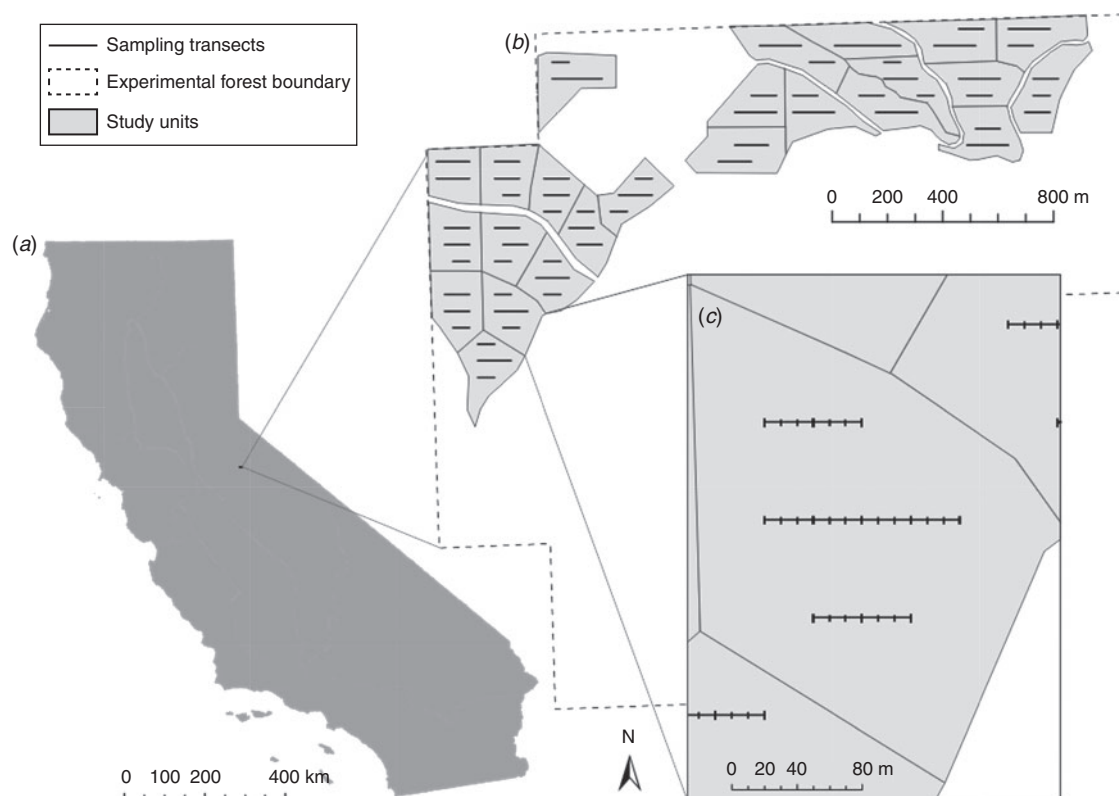 Sampling transects
Experimental forest boundary
Study units
(b)
0 200 400 800 m
(a)
(c)
N
0 20 40 80 m
0 100 200 400 km